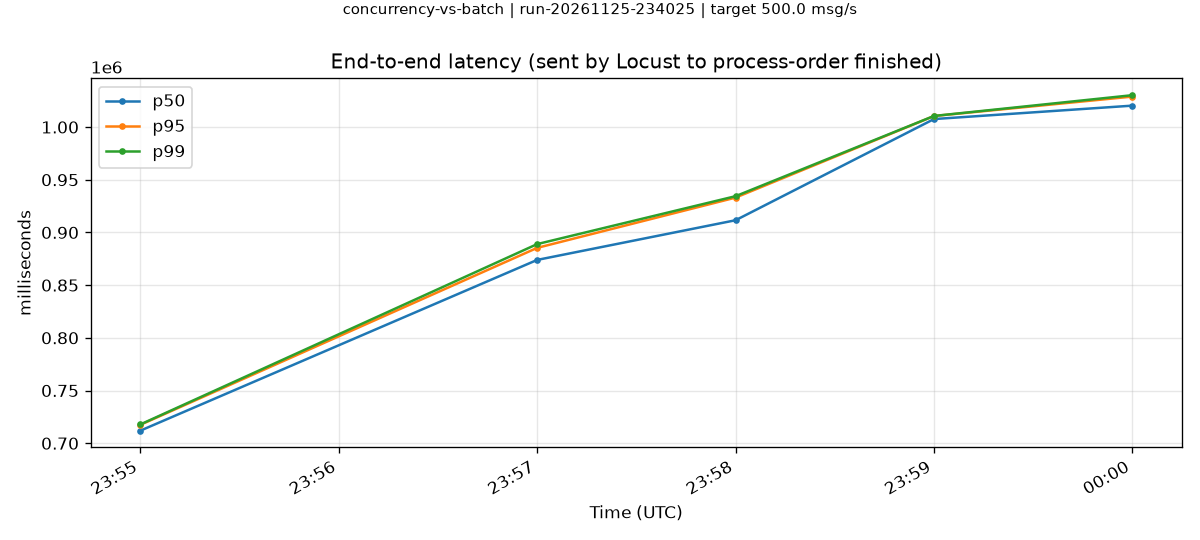 concurrency-vs-batch | run-20261125-234025 | target 500.0 msg/s
End-to-end latency (sent by Locust to process-order finished)
1e6
p50
p95
p99
1.00
0.95
0.90
0.85
0.80
0.75
0.70
milliseconds
23:55
23:56
23:57
23:58
23:59
00:00
Time (UTC)